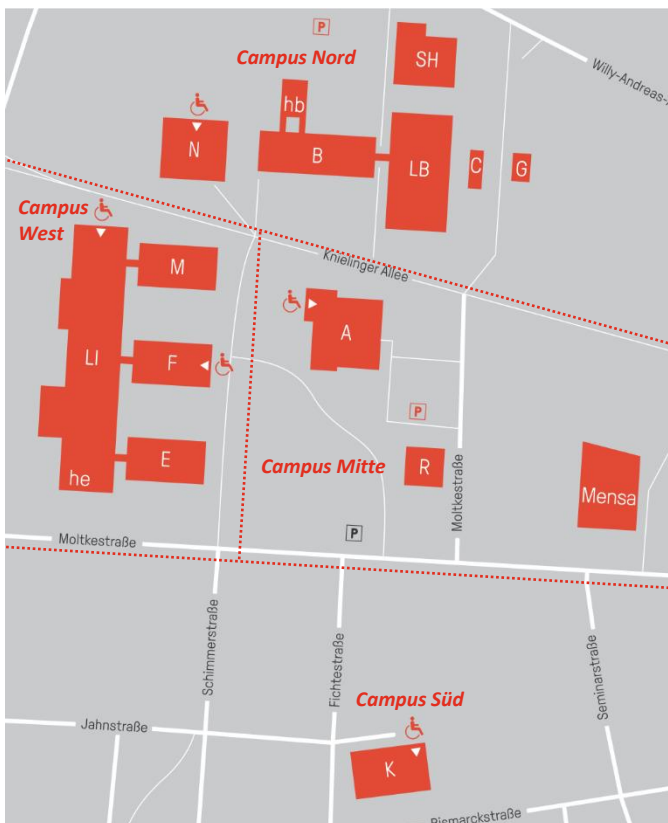 P
SH
Campus Nord
Willy-Andreas-
hb
N
B
LB
C
G
Campus
West
M
Knielinger Allee
A
LI
F
P
Campus Mitte
R
E
he
Mensa
Moltkestraße
P
Moltkestraße
Schimmerstraße
Fichtestraße
Seminarstraße
Campus Süd
Jahnstraße
K